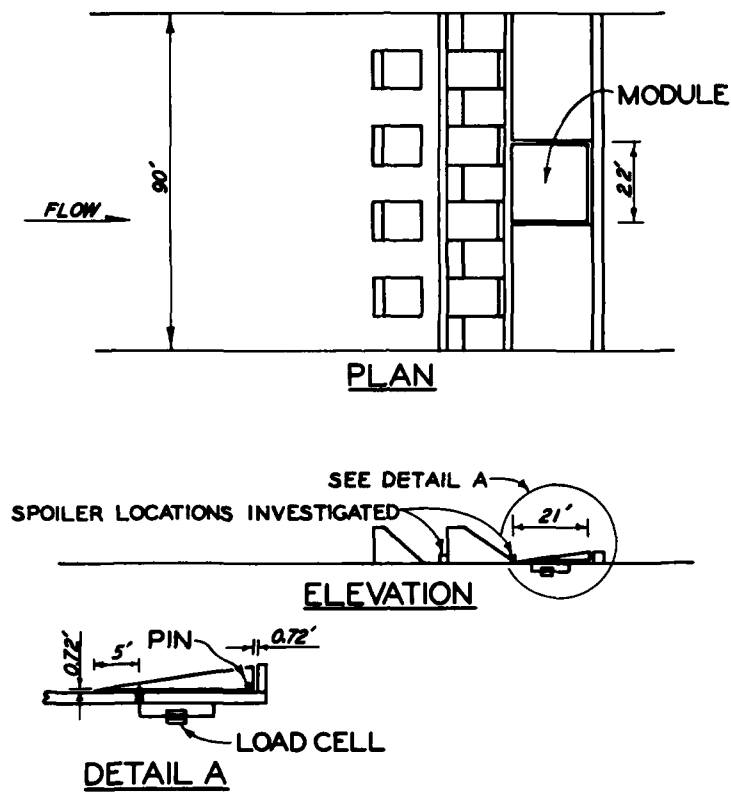 MODULE
90'
22'
FLOW
PLAN
SEE DETAIL A
SPOILER LOCATIONS INVESTIGATED
21'
ELEVATION
0.72'
5'
PIN
0.72'
LOAD CELL
DETAIL A